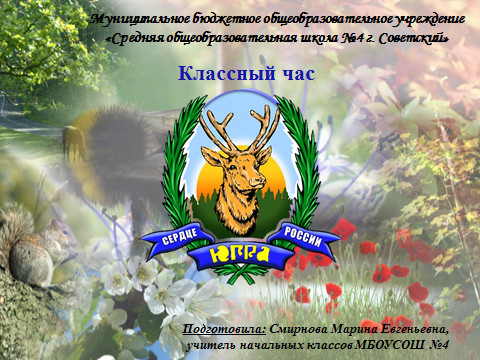 Муниципальное бюджетное общеобразовательное учреждение
«Средняя общеобразовательная школа №4 г. Советский»
Классный час
СЕРДЦЕ РОССИИ
Югра
Подготовила: Смирнова Марина Евгеньевна,
учитель начальных классов МБОУСОШ №4